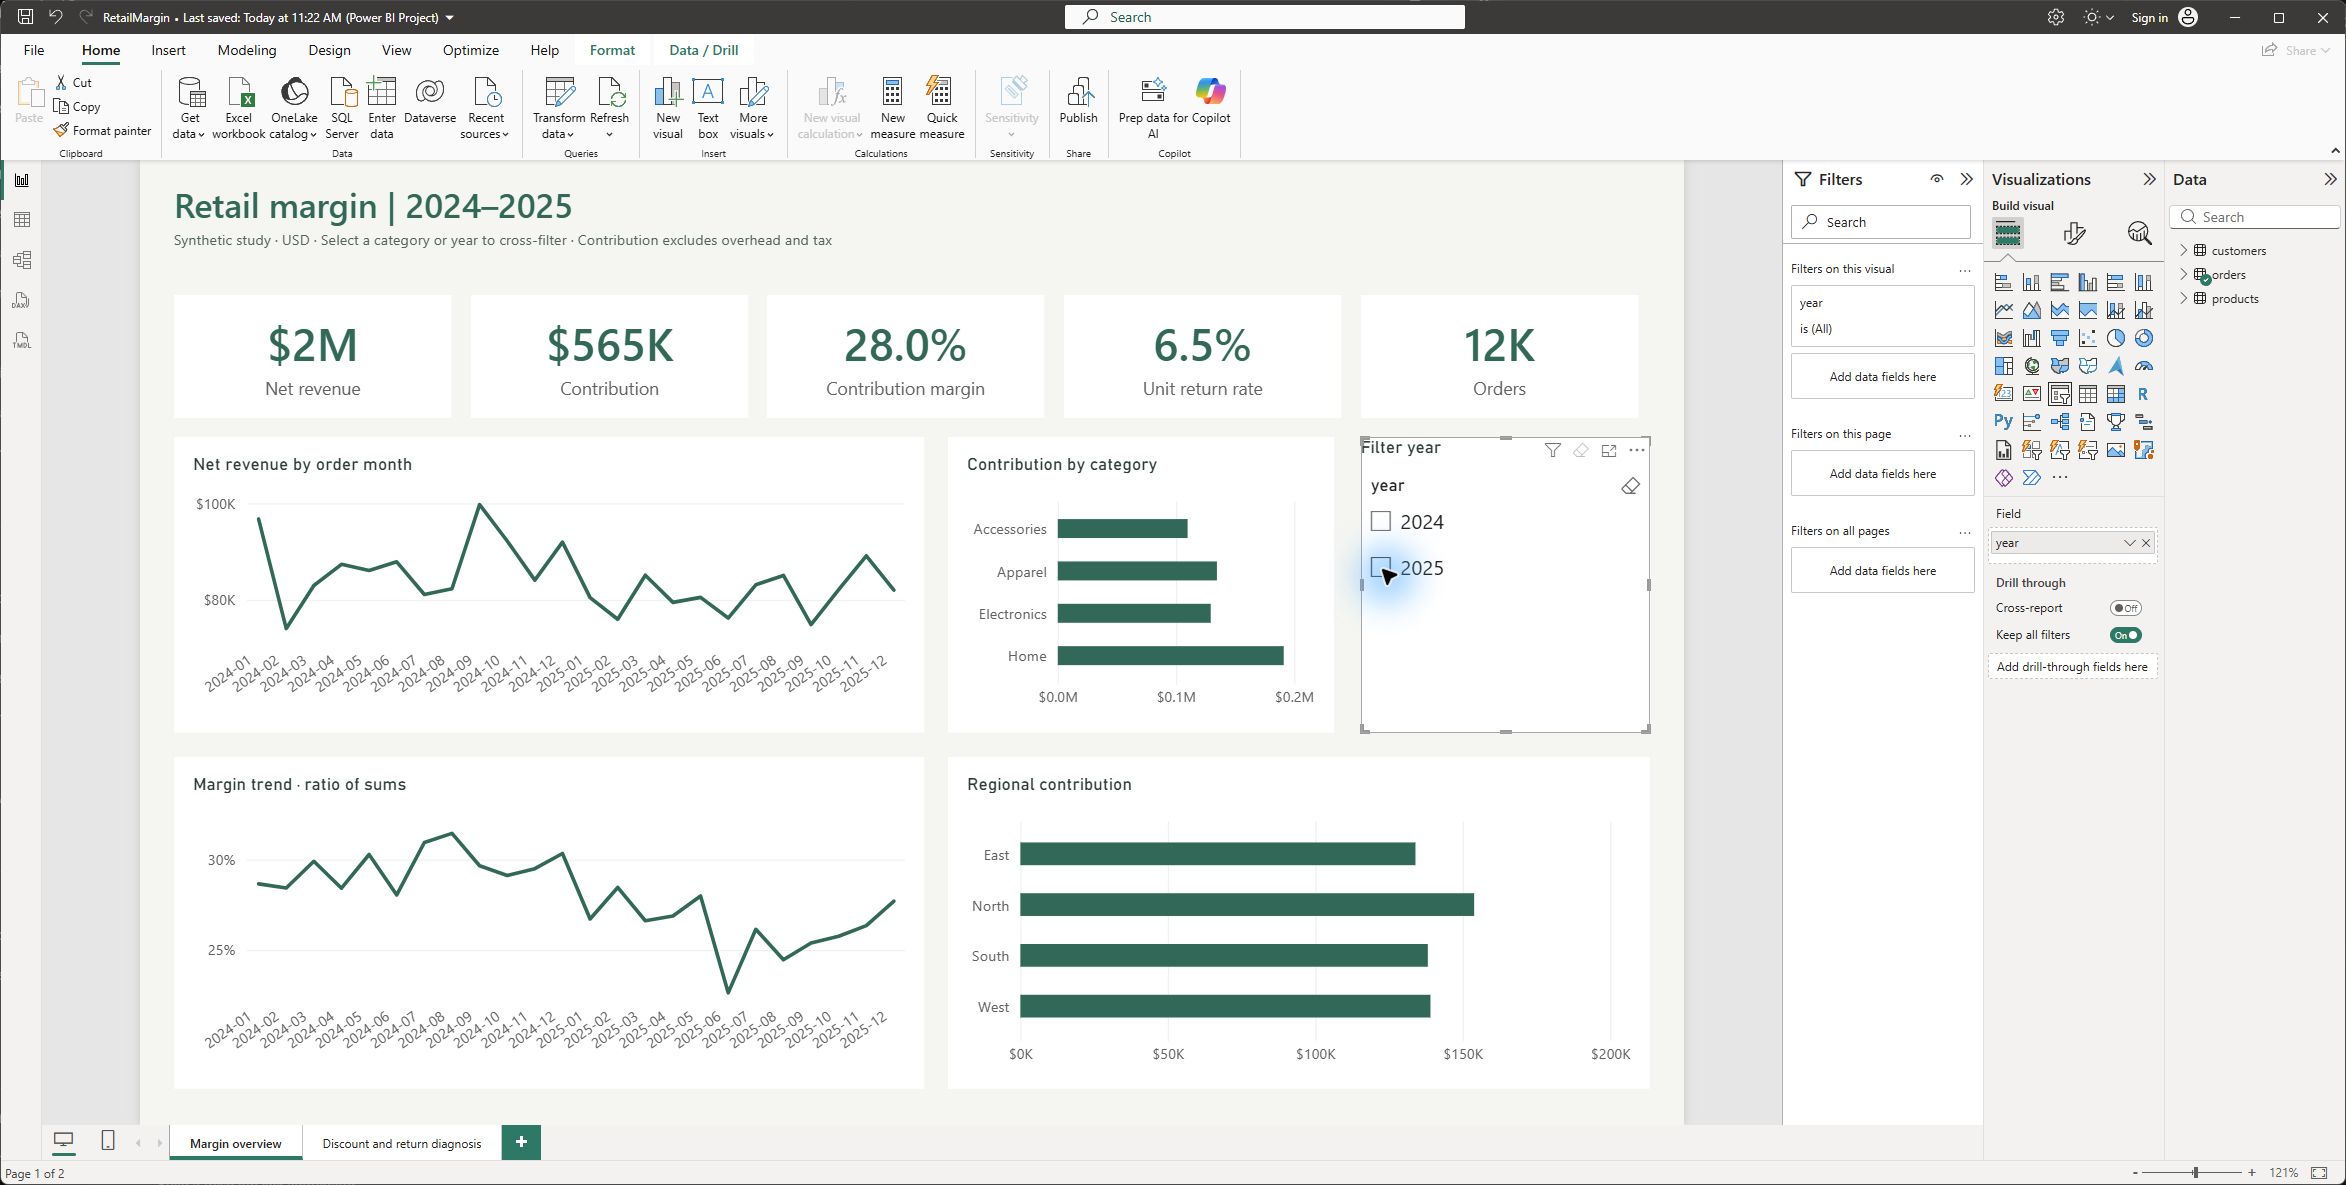 RetailMargin • Last saved: Today at 11:22 AM (Power BI Project)
Search
Sign in
File Home Insert Modeling Design View Optimize Help Format Data / Drill
Share
Paste
Cut
Copy
Format painter
Clipboard
Get data
Excel workbook
OneLake catalog
SQL Server
Enter data
Dataverse
Recent sources
Data
Transform data
Refresh
Queries
New visual
Text box
More visuals
Insert
New visual calculation
New measure
Quick measure
Calculations
Sensitivity
Sensitivity
Publish
Share
Prep data for AI
Copilot
Copilot
DAX
TMDL
Retail margin | 2024–2025
Synthetic study · USD · Select a category or year to cross-filter · Contribution excludes overhead and tax
$2M
Net revenue
$565K
Contribution
28.0%
Contribution margin
6.5%
Unit return rate
12K
Orders
Net revenue by order month
$100K
$80K
2024-01 2024-02 2024-03 2024-04 2024-05 2024-06 2024-07 2024-08 2024-09 2024-10 2024-11 2024-12 2025-01 2025-02 2025-03 2025-04 2025-05 2025-06 2025-07 2025-08 2025-09 2025-10 2025-11 2025-12
Contribution by category
Accessories
Apparel
Electronics
Home
$0.0M $0.1M $0.2M
Filter year
year
2024
2025
Margin trend · ratio of sums
30%
25%
2024-01 2024-02 2024-03 2024-04 2024-05 2024-06 2024-07 2024-08 2024-09 2024-10 2024-11 2024-12 2025-01 2025-02 2025-03 2025-04 2025-05 2025-06 2025-07 2025-08 2025-09 2025-10 2025-11 2025-12
Regional contribution
East
North
South
West
$0K $50K $100K $150K $200K
Filters
Search
Filters on this visual
year
is (All)
Add data fields here
Filters on this page
Add data fields here
Filters on all pages
Add data fields here
Visualizations
Build visual
123
R
Py
Field
year
Drill through
Cross-report
Off
Keep all filters
On
Add drill-through fields here
Data
Search
customers
orders
products
Margin overview
Discount and return diagnosis
Page 1 of 2
121%